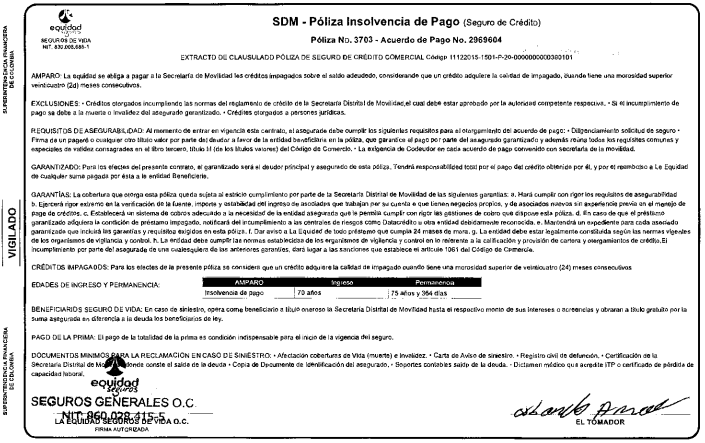 SUPERINTENDENCIA FINANCIERA
DE COLOMBIA
VIGILADO
SUPERINTENDENCIA FINANCIERA
DE COLOMBIA
equidad
SEGUROS DE VIDA
NIT. 830.008.686-1
SDM - Póliza Insolvencia de Pago (Seguro de Crédito)
Póliza No. 3703 - Acuerdo de Pago No. 2969604
EXTRACTO DE CLAUSULADO PÓLIZA DE SEGURO DE CRÉDITO COMERCIAL Código 11122015-1501-P-20-0000000000000101
AMPARO: La equidad se obliga a pagar a la Secretaría de Movilidad los créditos impagados sobre el saldo adeudado, considerando que un crédito adquiere la calidad de impagado, cuando tiene una morosidad superior
veinticuatro (24) meses consecutivos.
EXCLUSIONES: • Créditos otorgados incumpliendo las normas del reglamento de crédito de la Secretaría Distrital de Movilidad,el cual debe estar aprobado por la autoridad competente respectiva. • Si el incumplimiento de
pago se debe a la muerte o invalidez del asegurado garantizado. • Créditos otorgados a personas jurídicas.
REQUISITOS DE ASEGURABILIDAD: Al momento de entrar en vigencia este contrato, el asegurado debe cumplir los siguientes requisitos para el otorgamiento del acuerdo de pago: • Diligenciamiento solicitud de seguro •
Firma de un pagaré o cualquier otro título valor por parte del deudor a favor de la entidad beneficiaria en la póliza, que garantice el pago por parte del asegurado garantizado y además reúna todos los requisitos comunes y
especiales de validez consagrados en el libro tercero, título III (de los títulos valores) del Código de Comercio. • La exigencia de Codeudor en cada acuerdo de pago convenido con secretaría de la movilidad.
GARANTIZADO: Para los efectos del presente contrato, el garantizado será el deudor principal y asegurado de esta póliza, Tendrá responsabilidad total por el pago del crédito obtenido por él, y por el reembolso a La Equidad
de cualquier suma pagada por ésta a la entidad Beneficiaria.
GARANTÍAS: La cobertura que otorga esta póliza queda sujeta al estricto cumplimiento por parte de la Secretaría Distrital de Movilidad de las siguientes garantías: a. Hará cumplir con rigor los requisitos de asegurabilidad
b. Ejercerá rigor extremo en la verificación de la fuente, importe y estabilidad del ingreso de asociados que trabajan por su cuenta o que tienen negocios propios, y de asociados nuevos sin experiencia previa en el manejo de
pago de créditos. c. Establecerá un sistema de cobros adecuado a la necesidad de la entidad asegurada que le permita cumplir con rigor las gestiones de cobro que dispone esta póliza. d. En caso de que el préstamo
garantizado adquiera la condición de préstamo impagado, notificará del incumplimiento a las centrales de riesgos como Datacrédito u otra entidad debidamente reconocida. e. Mantendrá un expediente para cada asociado
garantizado que incluirá las garantías y requisitos exigidos en esta póliza. f. Dar aviso a La Equidad de todo préstamo que cumpla 24 meses de mora. g. La entidad debe estar legalmente constituida según las normas vigentes
de los organismos de vigilancia y control. h. La entidad debe cumplir las normas establecidas de los organismos de vigilancia y control en lo referente a la calificación y provisión de cartera y otorgamientos de crédito.El
incumplimiento por parte del asegurado de una cualesquiera de las anteriores garantías, dará lugar a las sanciones que establece el artículo 1061 del Código de Comercio.
CRÉDITOS IMPAGADOS: Para los efectos de la presente póliza se considera que un crédito adquiere la calidad de impagado cuando tiene una morosidad superior de veinticuatro (24) meses consecutivos
EDADES DE INGRESO Y PERMANENCIA:
AMPARO Ingreso Permanencia
Insolvencia de pago 70 años 75 años y 364 días
BENEFICIARIOS SEGURO DE VIDA: En caso de siniestro, opera como beneficiario a título oneroso la Secretaría Distrital de Movilidad hasta el respectivo monto de sus intereses o acreencias y obraran a título gratuito por la
suma asegurada en diferencia a la deuda los beneficiarios de ley.
PAGO DE LA PRIMA: El pago de la totalidad de la prima es condición indispensable para el inicio de la vigencia del seguro.
DOCUMENTOS MÍNIMOS PARA LA RECLAMACIÓN EN CASO DE SINIESTRO: • Afectación coberturas de Vida (muerte) e Invalidez. • Carta de Aviso de siniestro. • Registro civil de defunción. • Certificación de la
Secretaría Distrital de donde conste el saldo de la deuda • Copia de Documento de identificación del asegurado, • Soportes contables saldo de la deuda. • Dictamen médico que acredite ITP o certificado de pérdida de
capacidad laboral.
equidad
seguros
SEGUROS GENERALES O.C.
NIT. 860.028.415-5
LA EQUIDAD SEGUROS DE VIDA O.C.
FIRMA AUTORIZADA
EL TOMADOR